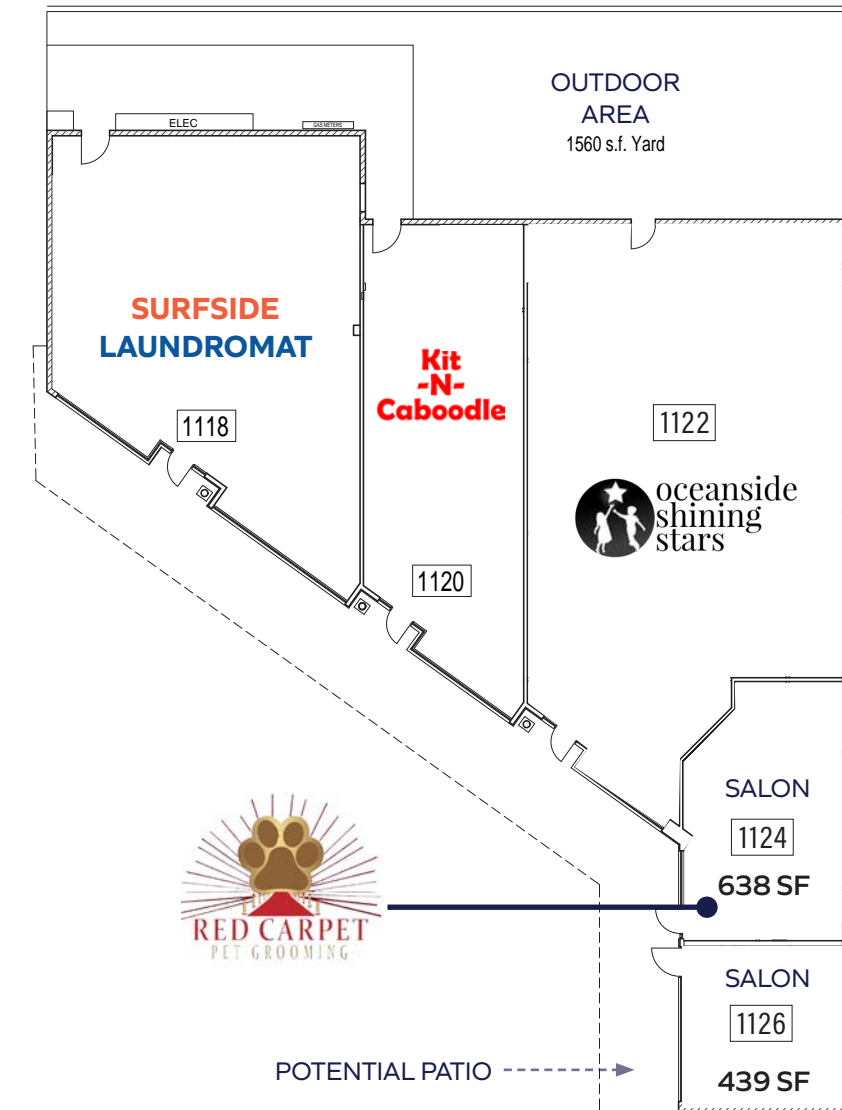 OUTDOOR
AREA
1560 s.f. Yard
ELEC
GAS METERS
SURFSIDE
LAUNDROMAT
1118
Kit
-N-
Caboodle
1120
1122
oceanside
shining
stars
SALON
1124
638 SF
RED CARPET
PET GROOMING
SALON
1126
439 SF
POTENTIAL PATIO